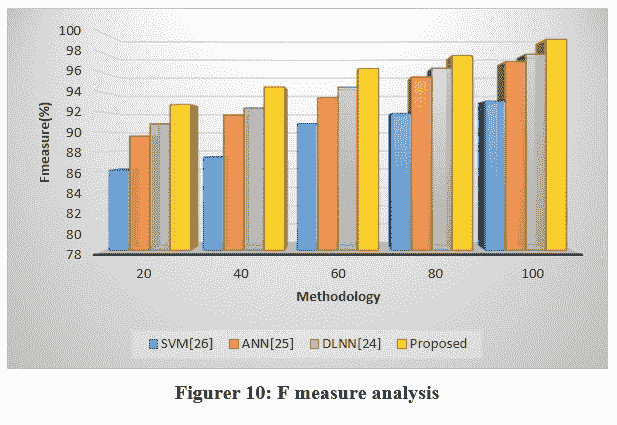 100
98
96
94
92
90
88
86
84
82
80
78
Fmeasure(%)
20 40 60 80 100
Methodology
SVM[26] ANN[25] DLNN[24] Proposed
Figurer 10: F measure analysis